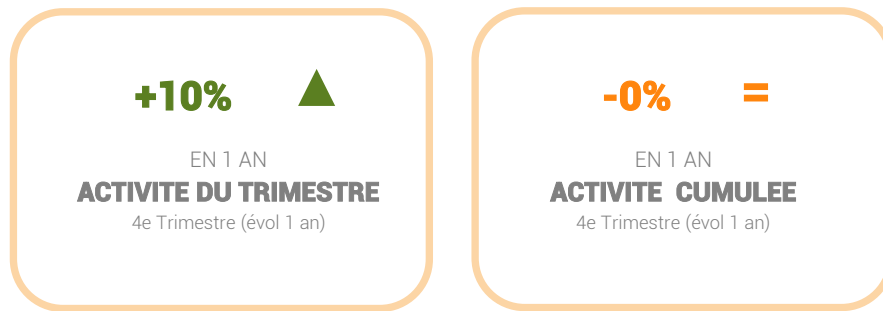 +10%
EN 1 AN
ACTIVITE DU TRIMESTRE
4e Trimestre (évol 1 an)
-0% =
EN 1 AN
ACTIVITE CUMULEE
4e Trimestre (évol 1 an)